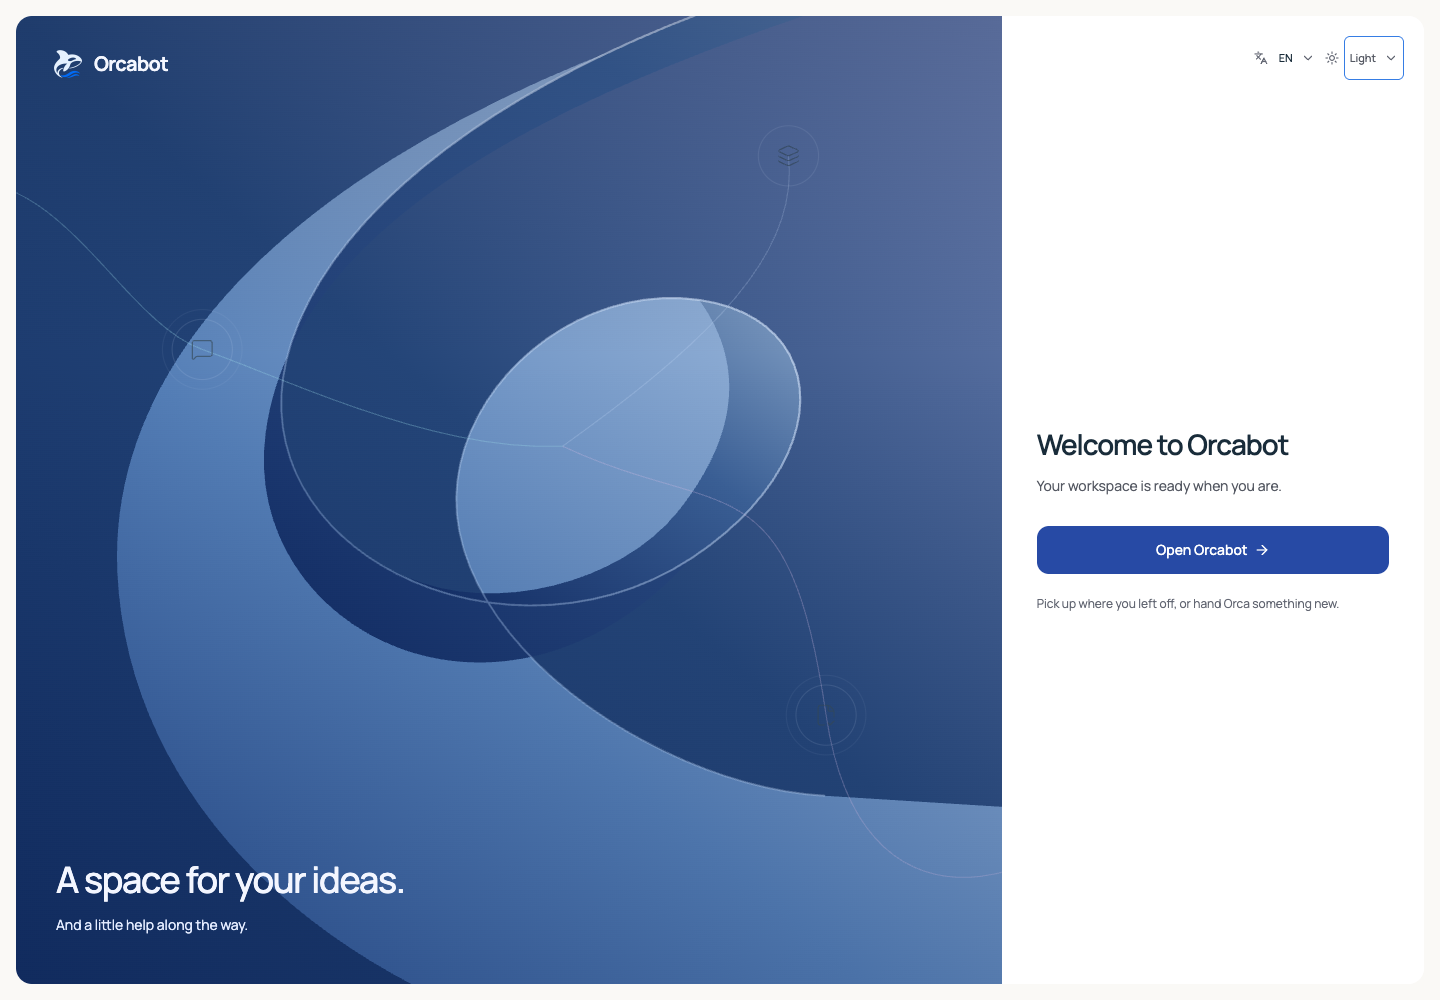 Orcabot
EN
Light
Welcome to Orcabot
Your workspace is ready when you are.
Open Orcabot
Pick up where you left off, or hand Orca something new.
A space for your ideas.
And a little help along the way.